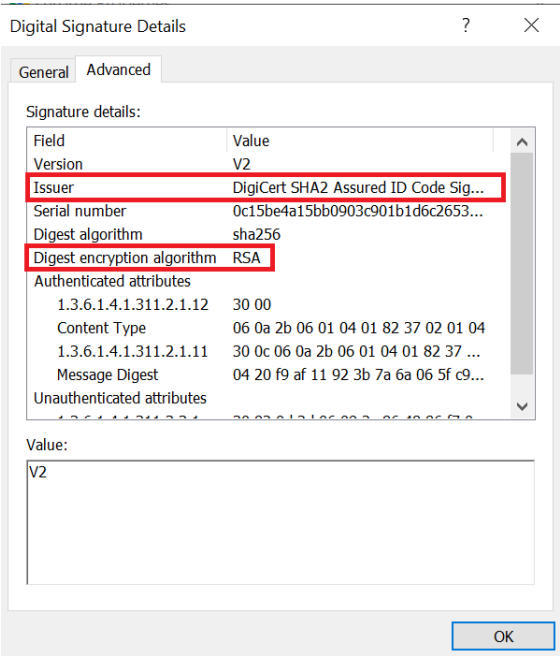 Digital Signature Details ?
General Advanced
Signature details:
Field Value
Version V2
Issuer DigiCert SHA2 Assured ID Code Sig...
Serial number 0c15be4a15bb0903c901b1d6c2653...
Digest algorithm sha256
Digest encryption algorithm RSA
Authenticated attributes
1.3.6.1.4.1.311.2.1.12 30 00
Content Type 06 0a 2b 06 01 04 01 82 37 02 01 04
1.3.6.1.4.1.311.2.1.11 30 0c 06 0a 2b 06 01 04 01 82 37 ...
Message Digest 04 20 f9 af 11 92 3b 7a 6a 06 5f c9...
Unauthenticated attributes
Value:
V2
OK